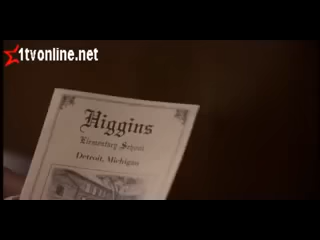 1tvonline.net
Higgins
Elementary School
Detroit, Michigan